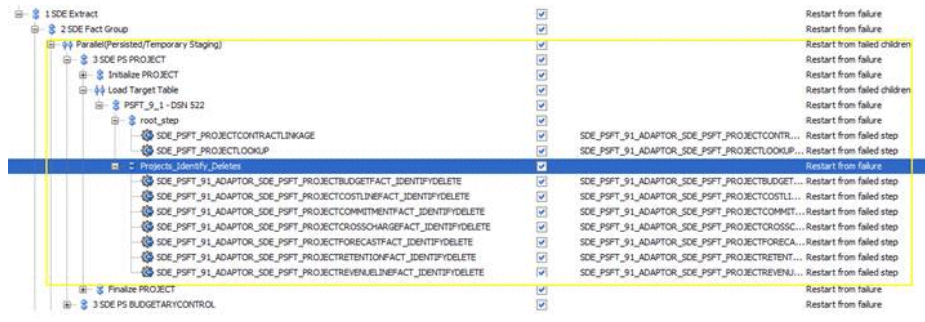 1 SDE Extract Restart from failure
2 SDE Fact Group Restart from failure
Parallel(Persisted/Temporary Staging) Restart from failed children
3 SDE PS PROJECT Restart from failure
Initialize PROJECT Restart from failure
Load Target Table Restart from failed children
PSFT_9_1 - DSN 522 Restart from failure
root_step Restart from failure
SDE_PSFT_PROJECTCONTRACTLINKAGE SDE_PSFT_91_ADAPTOR_SDE_PSFT_PROJECTCONTR... Restart from failed step
SDE_PSFT_PROJECTLOOKUP SDE_PSFT_91_ADAPTOR_SDE_PSFT_PROJECTLOOKUP... Restart from failed step
Projects_Identify_Deletes Restart from failure
SDE_PSFT_91_ADAPTOR_SDE_PSFT_PROJECTBUDGETFACT_IDENTIFYDELETE SDE_PSFT_91_ADAPTOR_SDE_PSFT_PROJECTBUDGET... Restart from failed step
SDE_PSFT_91_ADAPTOR_SDE_PSFT_PROJECTCOSTLINEFACT_IDENTIFYDELETE SDE_PSFT_91_ADAPTOR_SDE_PSFT_PROJECTCOSTLI... Restart from failed step
SDE_PSFT_91_ADAPTOR_SDE_PSFT_PROJECTCOMMITMENTFACT_IDENTIFYDELETE SDE_PSFT_91_ADAPTOR_SDE_PSFT_PROJECTCOMMIT... Restart from failed step
SDE_PSFT_91_ADAPTOR_SDE_PSFT_PROJECTCROSSCHARGEFACT_IDENTIFYDELETE SDE_PSFT_91_ADAPTOR_SDE_PSFT_PROJECTCROSSC... Restart from failed step
SDE_PSFT_91_ADAPTOR_SDE_PSFT_PROJECTFORECASTFACT_IDENTIFYDELETE SDE_PSFT_91_ADAPTOR_SDE_PSFT_PROJECTFORECA... Restart from failed step
SDE_PSFT_91_ADAPTOR_SDE_PSFT_PROJECTRETENTIONFACT_IDENTIFYDELETE SDE_PSFT_91_ADAPTOR_SDE_PSFT_PROJECTRETENT... Restart from failed step
SDE_PSFT_91_ADAPTOR_SDE_PSFT_PROJECTREVENUELINEFACT_IDENTIFYDELETE SDE_PSFT_91_ADAPTOR_SDE_PSFT_PROJECTREVENU... Restart from failed step
Finalize PROJECT Restart from failure
3 SDE PS BUDGETARYCONTROL Restart from failure